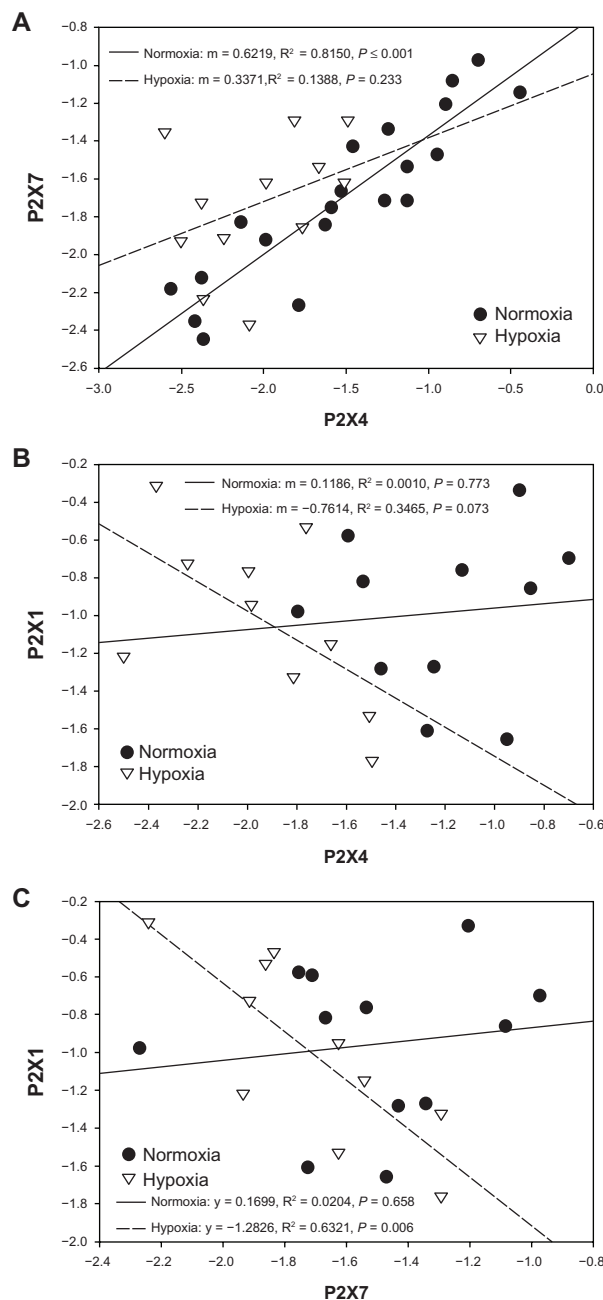 A
−0.8
−1.0
−1.2
−1.4
−1.6
−1.8
−2.0
−2.2
−2.4
−2.6
P2X7
Normoxia: m = 0.6219, R² = 0.8150, P ≤ 0.001
Hypoxia: m = 0.3371,R² = 0.1388, P = 0.233
Normoxia
Hypoxia
−3.0 −2.5 −2.0 −1.5 −1.0 −0.5 0.0
P2X4
B
−0.2
−0.4
−0.6
−0.8
−1.0
−1.2
−1.4
−1.6
−1.8
−2.0
P2X1
Normoxia: m = 0.1186, R² = 0.0010, P = 0.773
Hypoxia: m = −0.7614, R² = 0.3465, P = 0.073
Normoxia
Hypoxia
−2.6 −2.4 −2.2 −2.0 −1.8 −1.6 −1.4 −1.2 −1.0 −0.8 −0.6
P2X4
C
−0.2
−0.4
−0.6
−0.8
−1.0
−1.2
−1.4
−1.6
−1.8
−2.0
P2X1
Normoxia
Hypoxia
Normoxia: y = 0.1699, R² = 0.0204, P = 0.658
Hypoxia: y = −1.2826, R² = 0.6321, P = 0.006
−2.4 −2.2 −2.0 −1.8 −1.6 −1.4 −1.2 −1.0 −0.8
P2X7